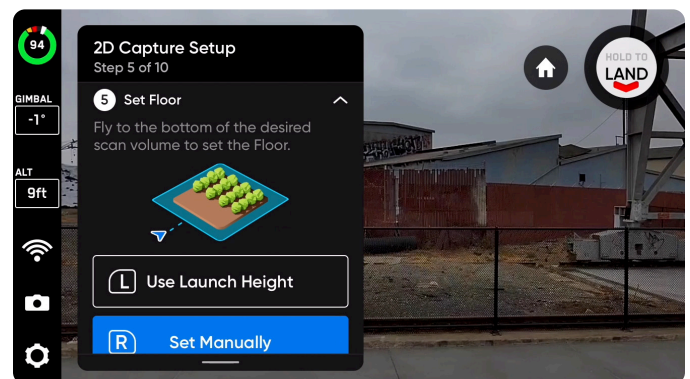 94
GIMBAL
-1°
ALT
9ft
2D Capture Setup
Step 5 of 10
5 Set Floor
Fly to the bottom of the desired
scan volume to set the Floor.
L Use Launch Height
R Set Manually
HOLD TO
LAND